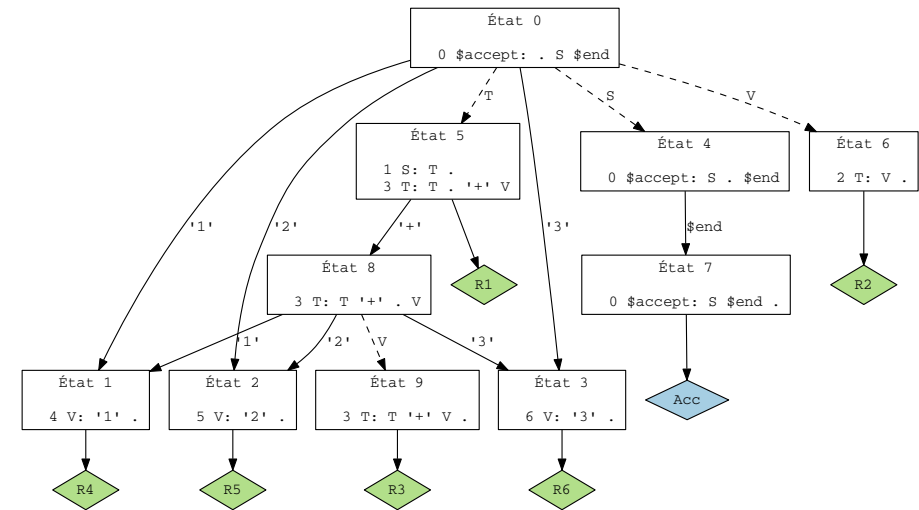 État 0
0 $accept: . S $end
T
S
V
État 5
1 S: T .
3 T: T . '+' V
État 4
0 $accept: S . $end
État 6
2 T: V .
'1'
'2'
'+'
'3'
$end
État 8
3 T: T '+' . V
R1
État 7
0 $accept: S $end .
R2
'1'
'2'
V
'3'
État 1
4 V: '1' .
État 2
5 V: '2' .
État 9
3 T: T '+' V .
État 3
6 V: '3' .
Acc
R4
R5
R3
R6